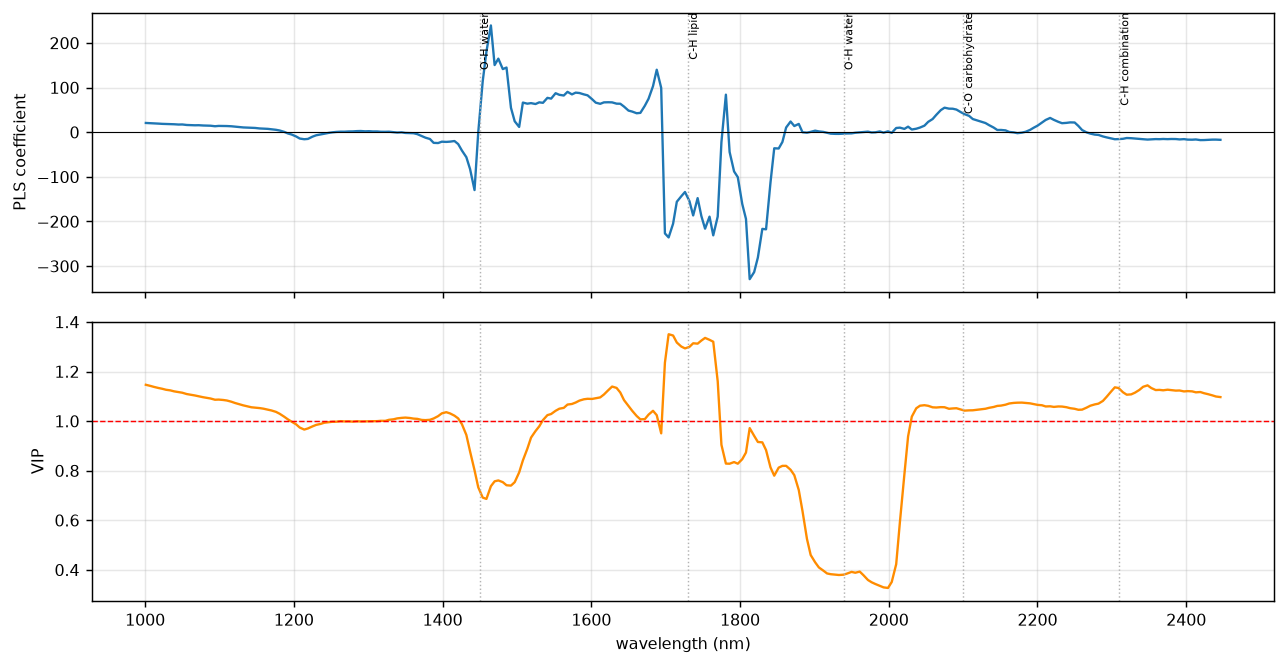 PLS coefficient
200
100
0
−100
−200
−300
O-H water
C-H lipid
O-H water
C-O carbohydrate
C-H combination
VIP
1.4
1.2
1.0
0.8
0.6
0.4
1000
1200
1400
1600
1800
2000
2200
2400
wavelength (nm)